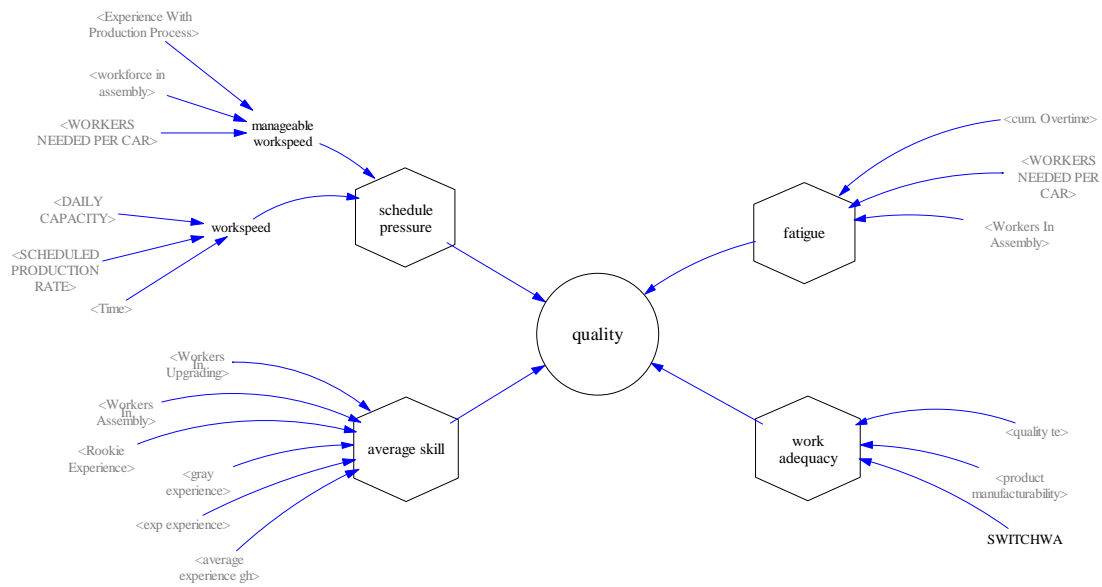 <Experience With
Production Process>
<workforce in
assembly>
<WORKERS
NEEDED PER CAR>
manageable
workspeed
<DAILY
CAPACITY>
workspeed
<SCHEDULED
PRODUCTION
RATE>
<Time>
schedule
pressure
<cum. Overtime>
<WORKERS
NEEDED PER
CAR>
<Workers In
Assembly>
fatigue
quality
<Workers
In
Upgrading>
<Workers
In
Assembly>
<Rookie
Experience>
<gray
experience>
<exp experience>
<average
experience gh>
average skill
work
adequacy
<quality te>
<product
manufacturability>
SWITCHWA